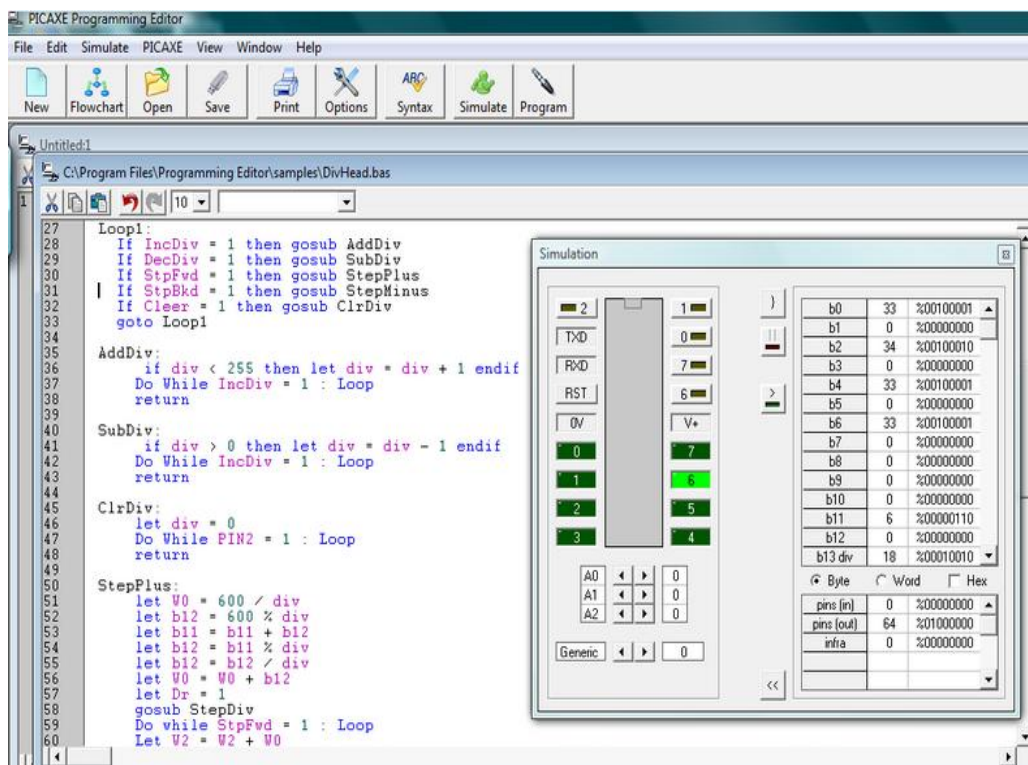 PICAXE Programming Editor
File Edit Simulate PICAXE View Window Help
New Flowchart Open Save Print Options ABC Syntax Simulate Program
Untitled:1
C:\Program Files\Programming Editor\samples\DivHead.bas
10
1
27 Loop1:
28 If IncDiv = 1 then gosub AddDiv
29 If DecDiv = 1 then gosub SubDiv
30 If StpFwd = 1 then gosub StepPlus
31 If StpBkd = 1 then gosub StepMinus
32 If Cleer = 1 then gosub ClrDiv
33 goto Loop1
34
35 AddDiv:
36 if div < 255 then let div = div + 1 endif
37 Do While IncDiv = 1 : Loop
38 return
39
40 SubDiv:
41 if div > 0 then let div = div - 1 endif
42 Do While IncDiv = 1 : Loop
43 return
44
45 ClrDiv:
46 let div = 0
47 Do While PIN2 = 1 : Loop
48 return
49
50 StepPlus:
51 let W0 = 600 / div
52 let b12 = 600 % div
53 let b11 = b11 + b12
54 let b12 = b11 % div
55 let b12 = b12 / div
56 let W0 = W0 + b12
57 let Dr = 1
58 gosub StepDiv
59 Do while StpFwd = 1 : Loop
60 Let W2 = W2 + W0
Simulation
2 1
TXD 0
RXD 7
RST 6
0V V+
0 7
1 6
2 5
3 4
A0 0
A1 0
A2 0
Generic 0
}
||
>
<<
b0 33 %00100001
b1 0 %00000000
b2 34 %00100010
b3 0 %00000000
b4 33 %00100001
b5 0 %00000000
b6 33 %00100001
b7 0 %00000000
b8 0 %00000000
b9 0 %00000000
b10 0 %00000000
b11 6 %00000110
b12 0 %00000000
b13 div 18 %00010010
Byte Word Hex
pins (in) 0 %00000000
pins (out) 64 %01000000
infra 0 %00000000